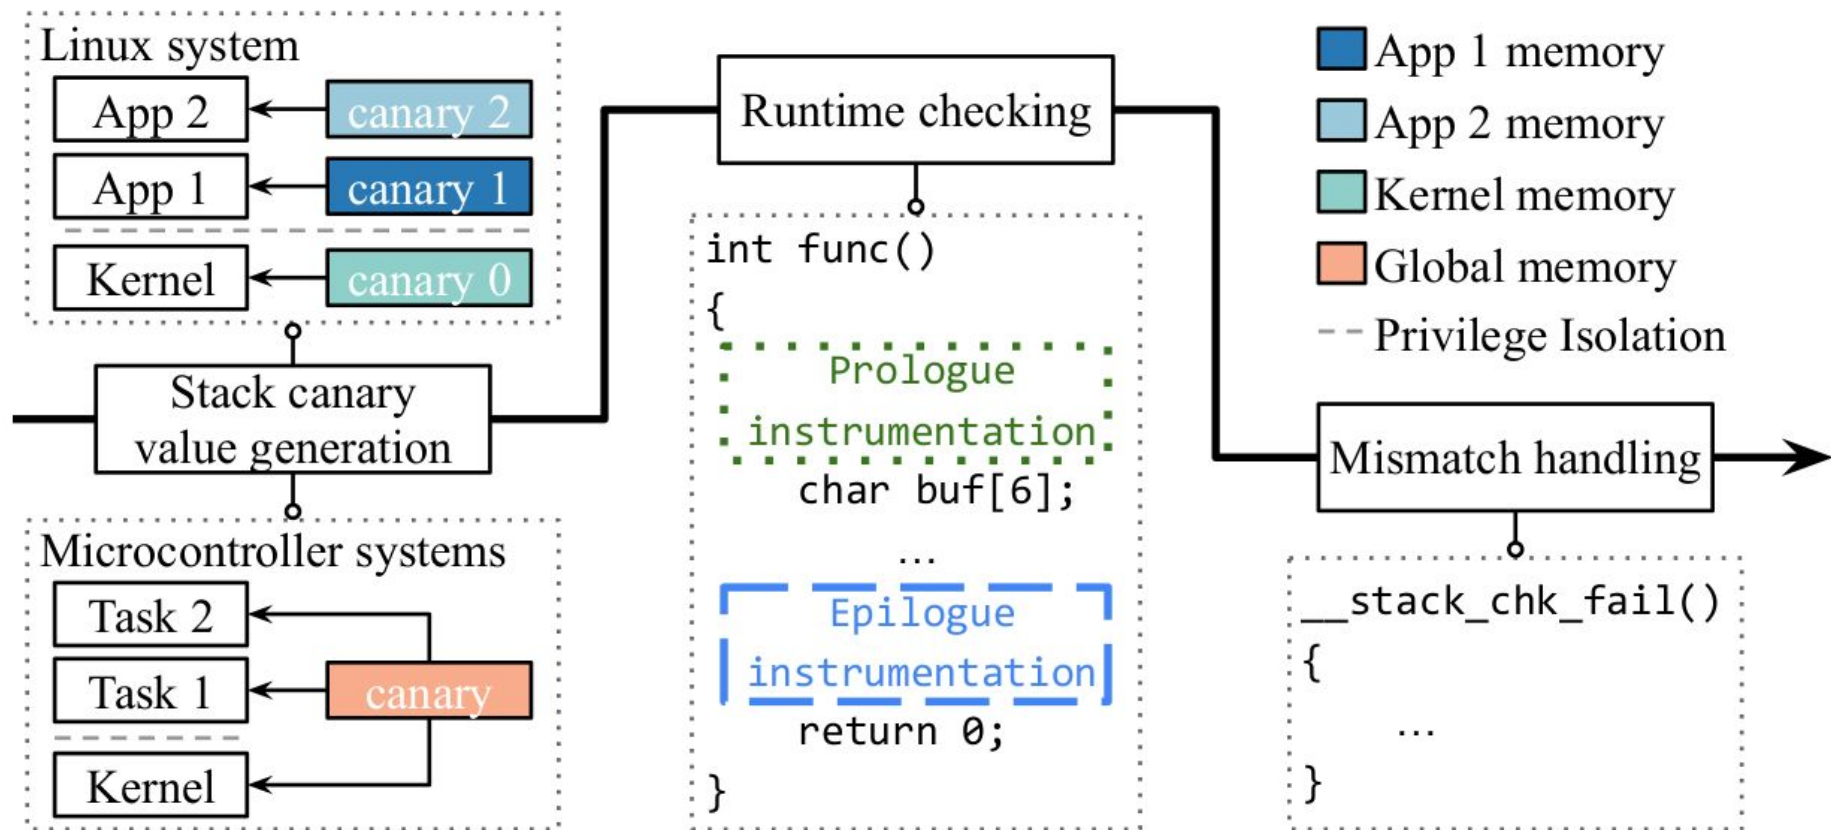 Linux system
App 2
canary 2
App 1
canary 1
Kernel
canary 0
Stack canary
value generation
Microcontroller systems
Task 2
Task 1
canary
Kernel
Runtime checking
int func()
{
Prologue
instrumentation
char buf[6];
...
Epilogue
instrumentation
return 0;
}
App 1 memory
App 2 memory
Kernel memory
Global memory
Privilege Isolation
Mismatch handling
__stack_chk_fail()
{
...
}